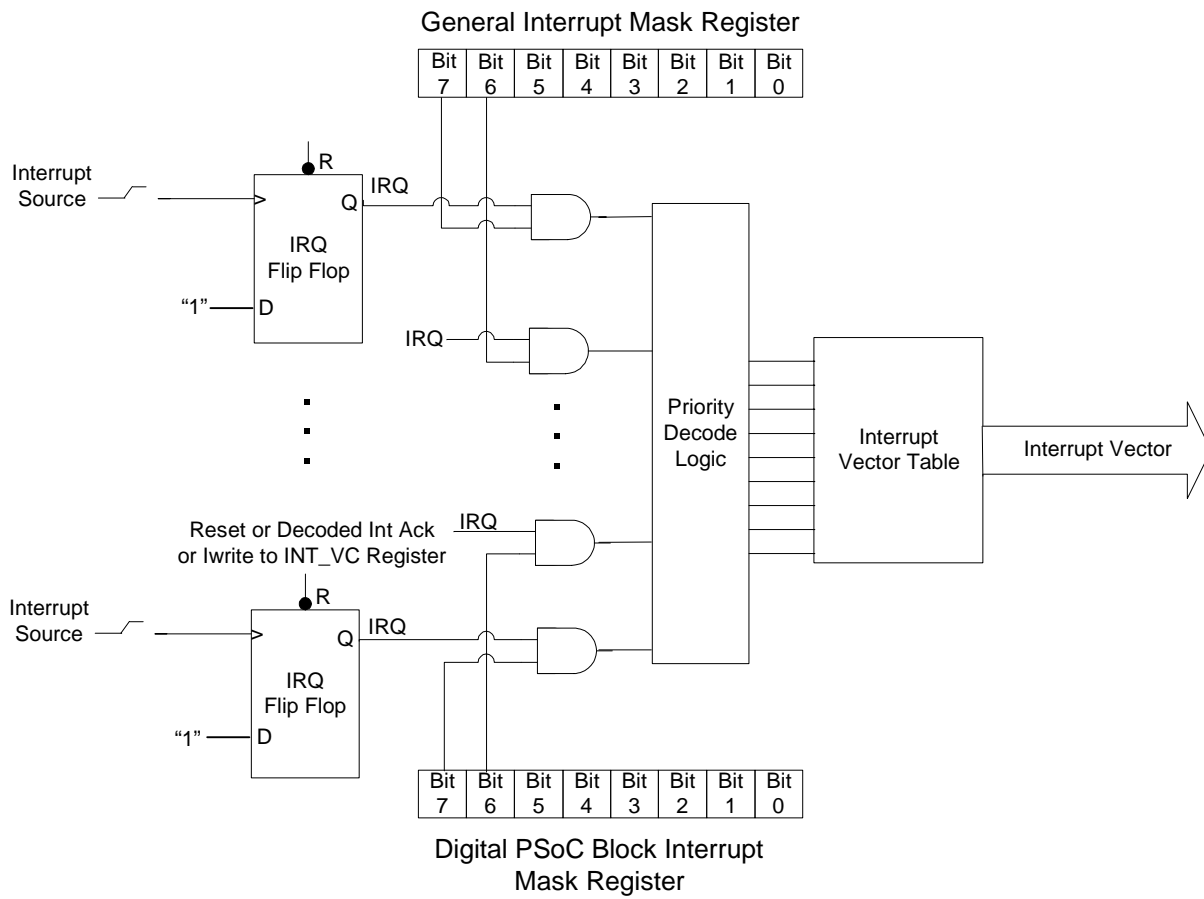 General Interrupt Mask Register
Bit 7 Bit 6 Bit 5 Bit 4 Bit 3 Bit 2 Bit 1 Bit 0
R
Interrupt
Source
>
Q
IRQ
IRQ
Flip Flop
“1”
D
IRQ
Priority
Decode
Logic
Interrupt
Vector Table
Interrupt Vector
Reset or Decoded Int Ack
or Iwrite to INT_VC Register
IRQ
R
Interrupt
Source
>
Q
IRQ
IRQ
Flip Flop
“1”
D
Bit 7 Bit 6 Bit 5 Bit 4 Bit 3 Bit 2 Bit 1 Bit 0
Digital PSoC Block Interrupt
Mask Register